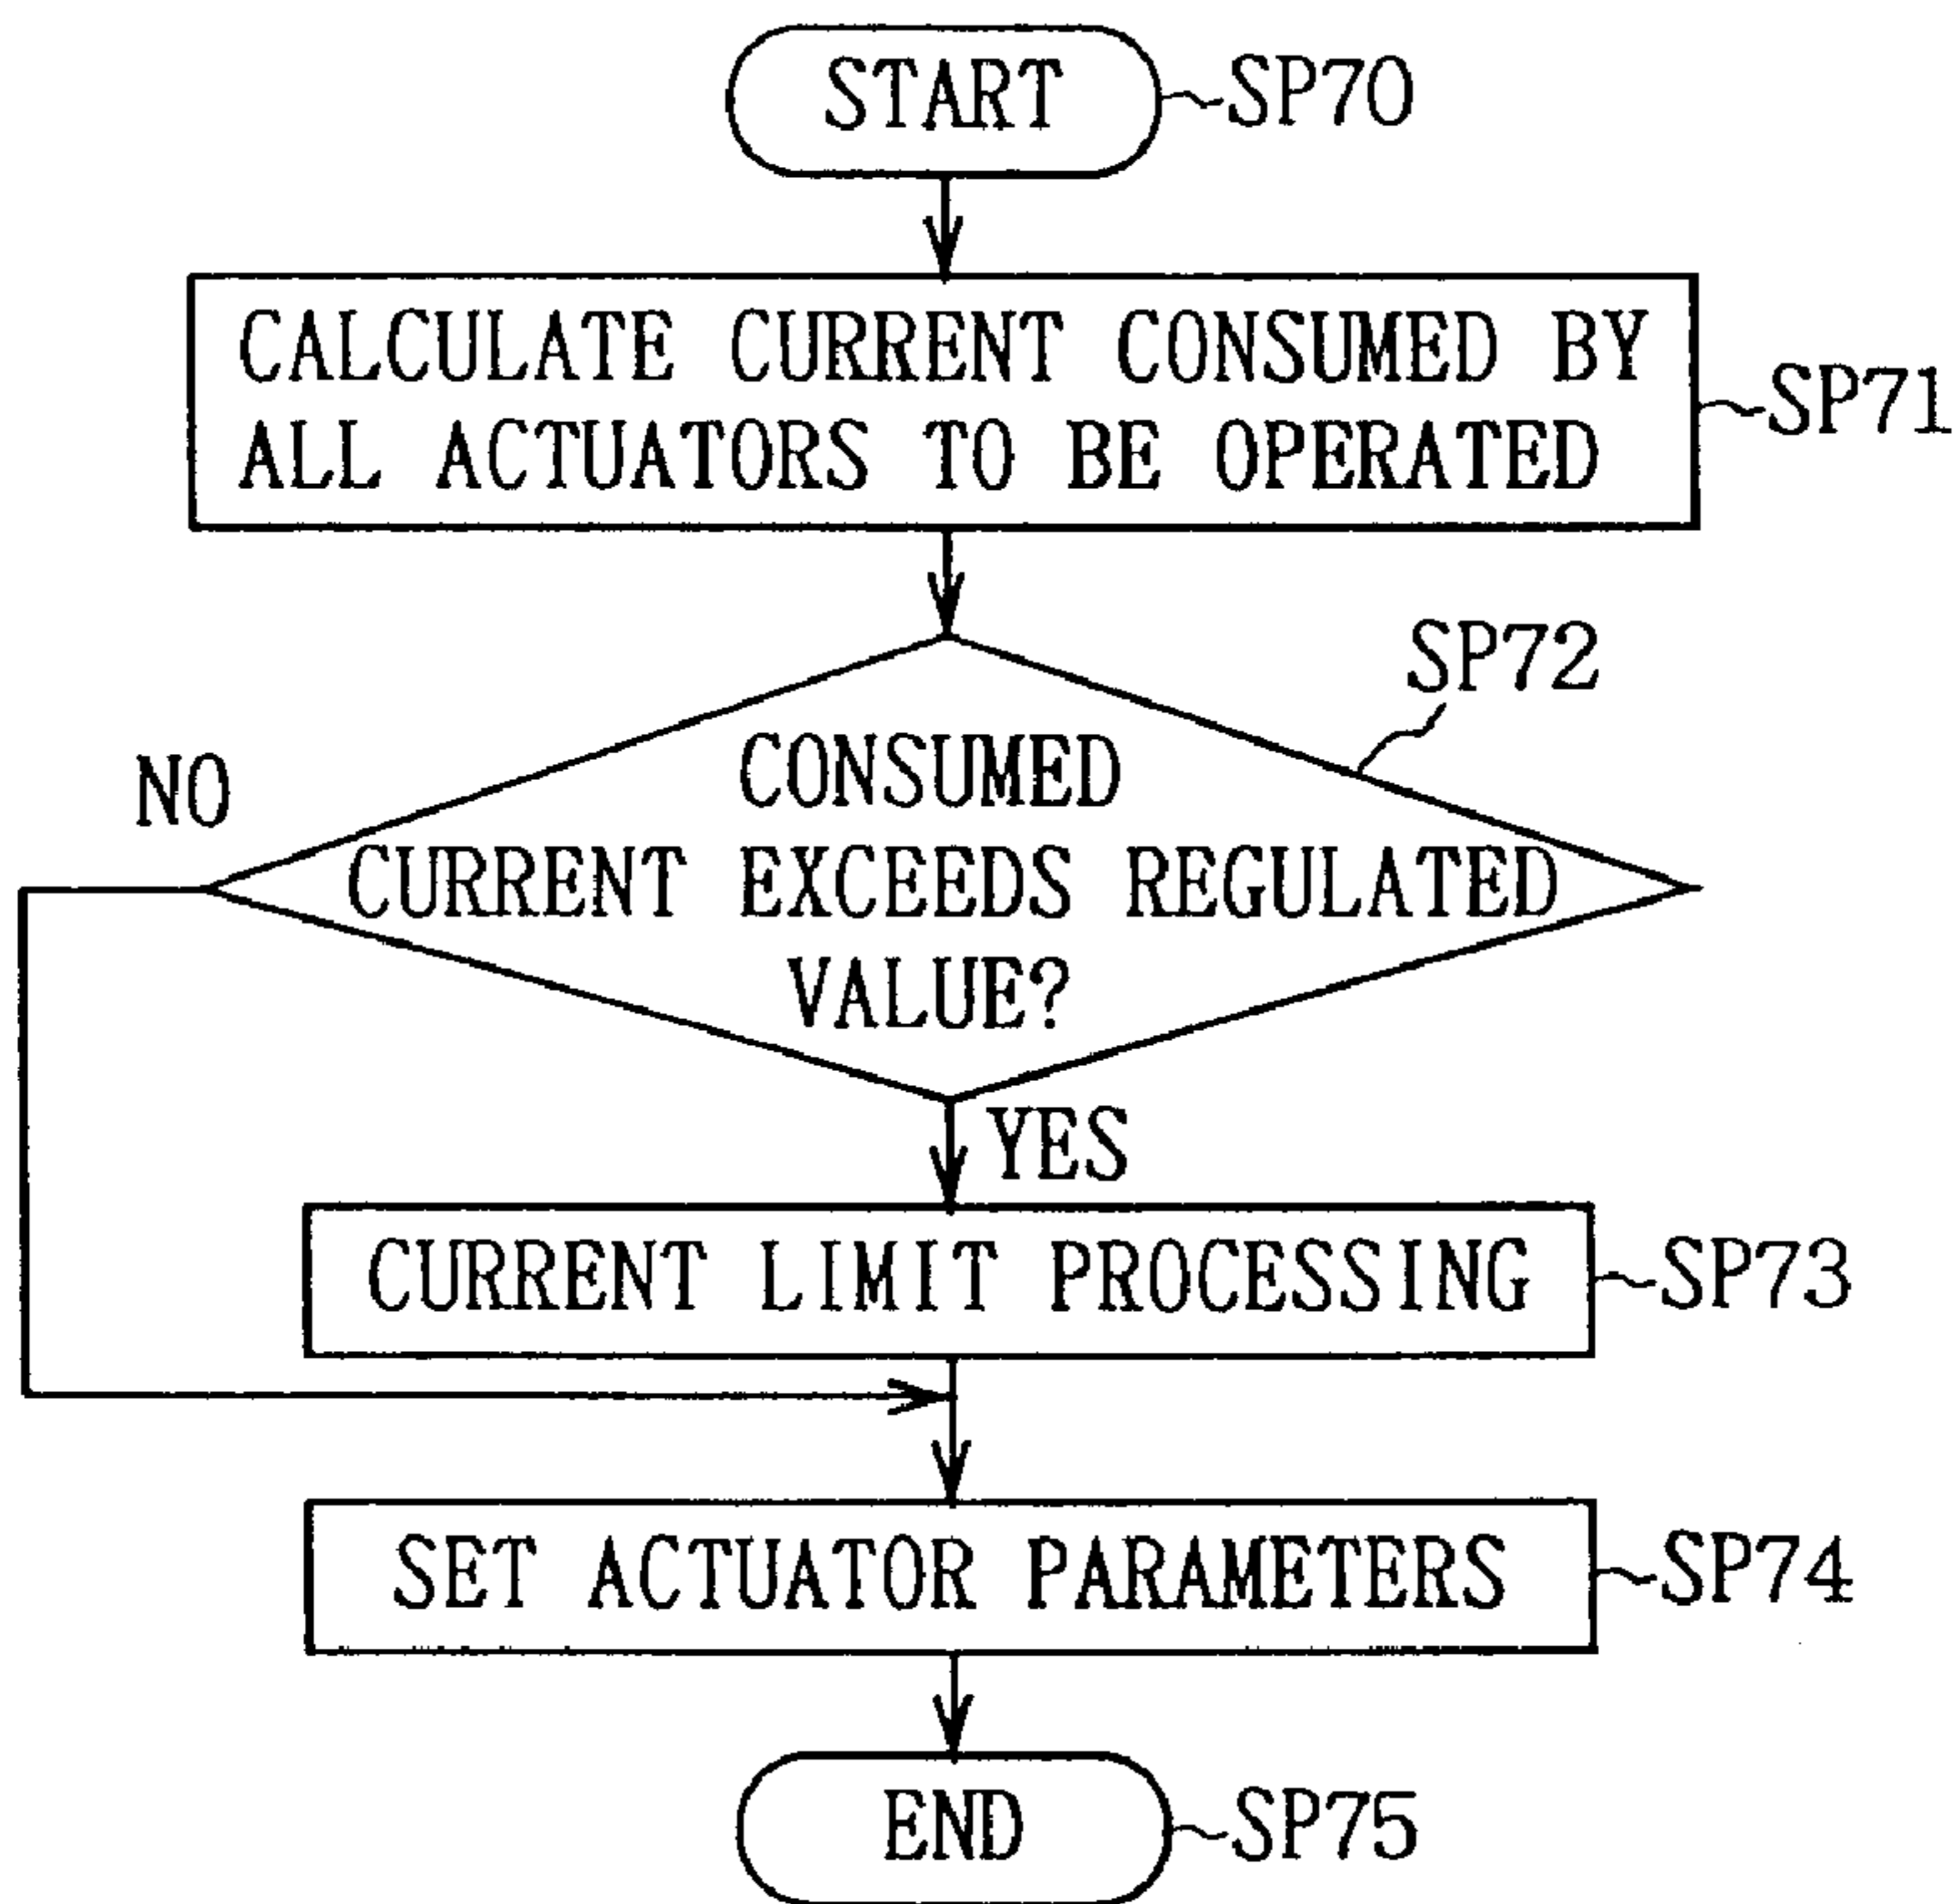 START
SP70
CALCULATE CURRENT CONSUMED BY
ALL ACTUATORS TO BE OPERATED
SP71
SP72
CONSUMED
CURRENT EXCEEDS REGULATED
VALUE?
NO
YES
CURRENT LIMIT PROCESSING
SP73
SET ACTUATOR PARAMETERS
SP74
END
SP75